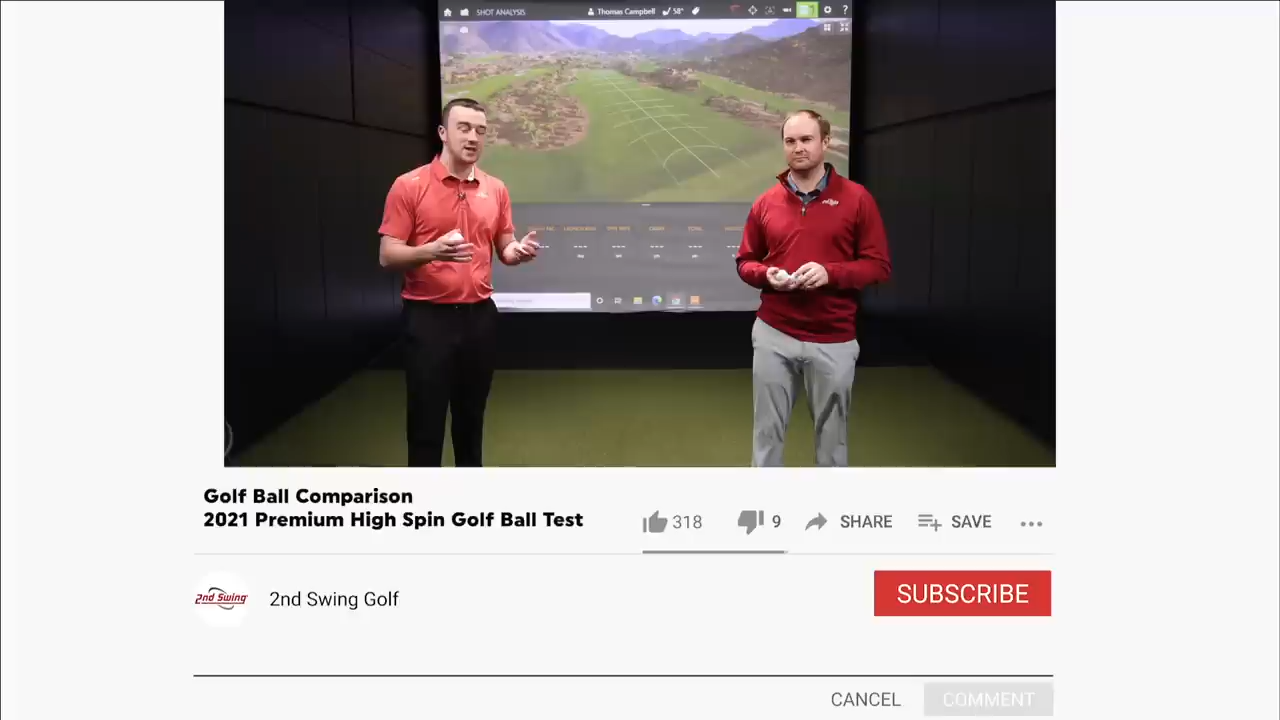 SHOT ANALYSIS
Thomas Campbell
58°
?
TOTAL
Golf Ball Comparison
2021 Premium High Spin Golf Ball Test
318
9
SHARE
SAVE
2nd Swing
2nd Swing Golf
SUBSCRIBE
CANCEL
COMMENT